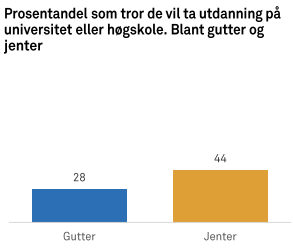 Prosentandel som tror de vil ta utdanning på
universitet eller høgskole. Blant gutter og
jenter
44
28
Gutter
Jenter